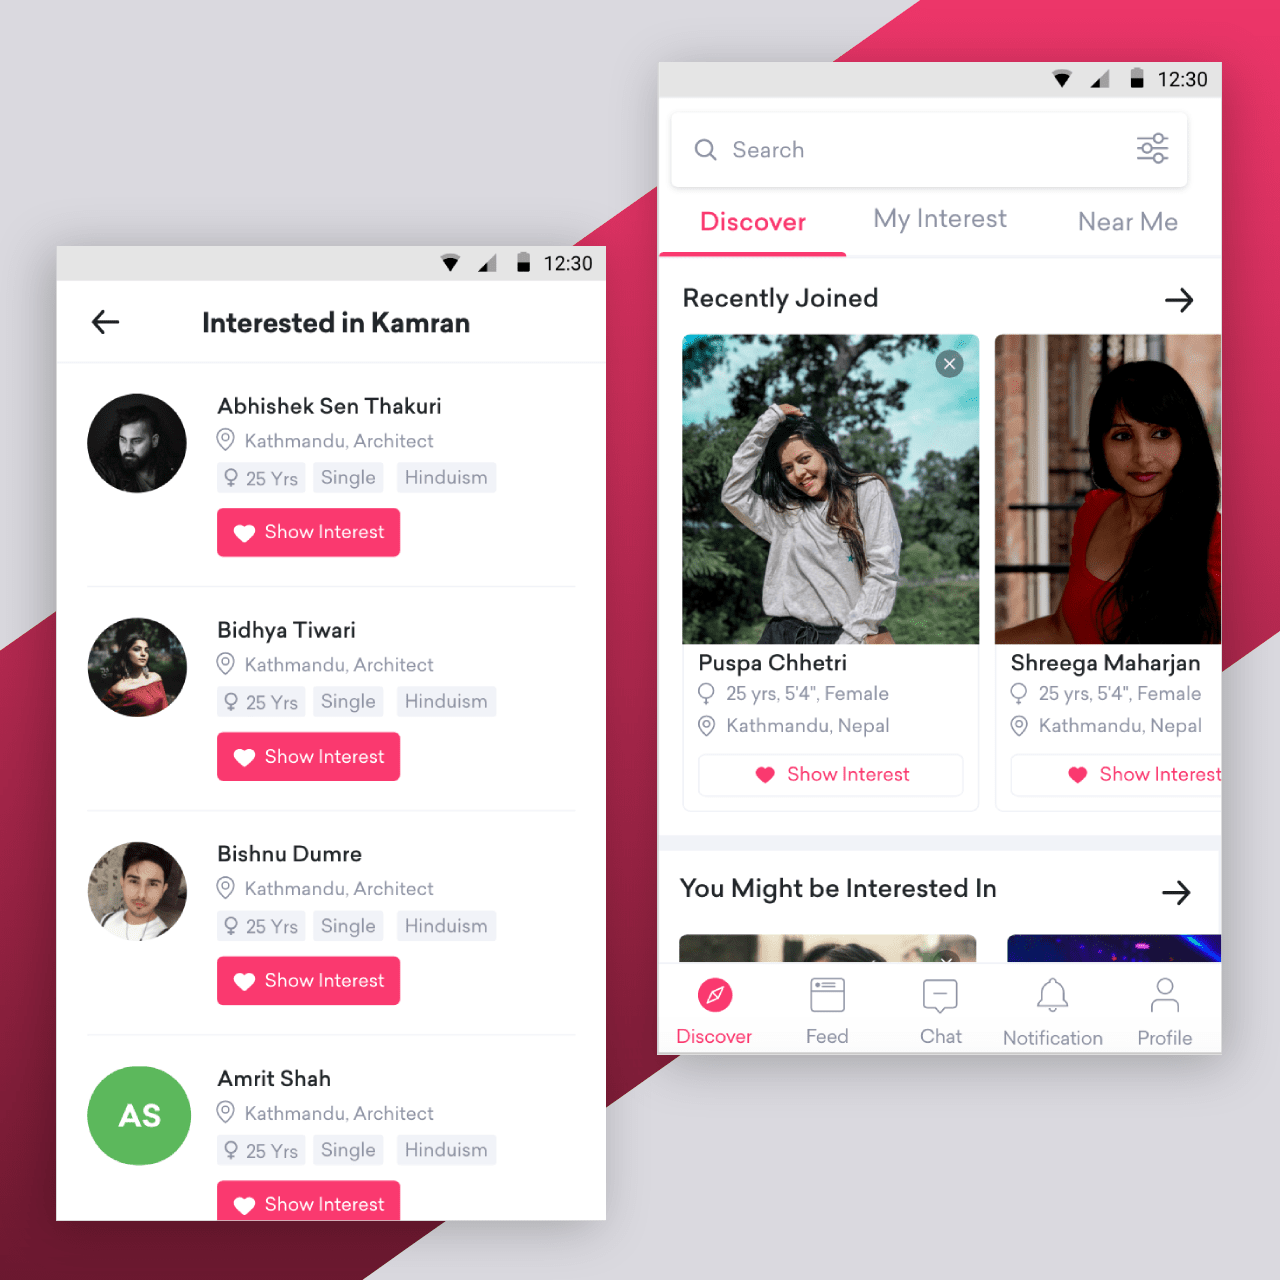 12:30
Interested in Kamran
Abhishek Sen Thakuri
Kathmandu, Architect
25 Yrs Single Hinduism
Show Interest
Bidhya Tiwari
Kathmandu, Architect
25 Yrs Single Hinduism
Show Interest
Bishnu Dumre
Kathmandu, Architect
25 Yrs Single Hinduism
Show Interest
AS
Amrit Shah
Kathmandu, Architect
25 Yrs Single Hinduism
Show Interest
12:30
Search
Discover My Interest Near Me
Recently Joined
Puspa Chhetri
25 yrs, 5'4", Female
Kathmandu, Nepal
Show Interest
Shreega Maharjan
25 yrs, 5'4", Female
Kathmandu, Nepal
Show Interest
You Might be Interested In
Discover Feed Chat Notification Profile